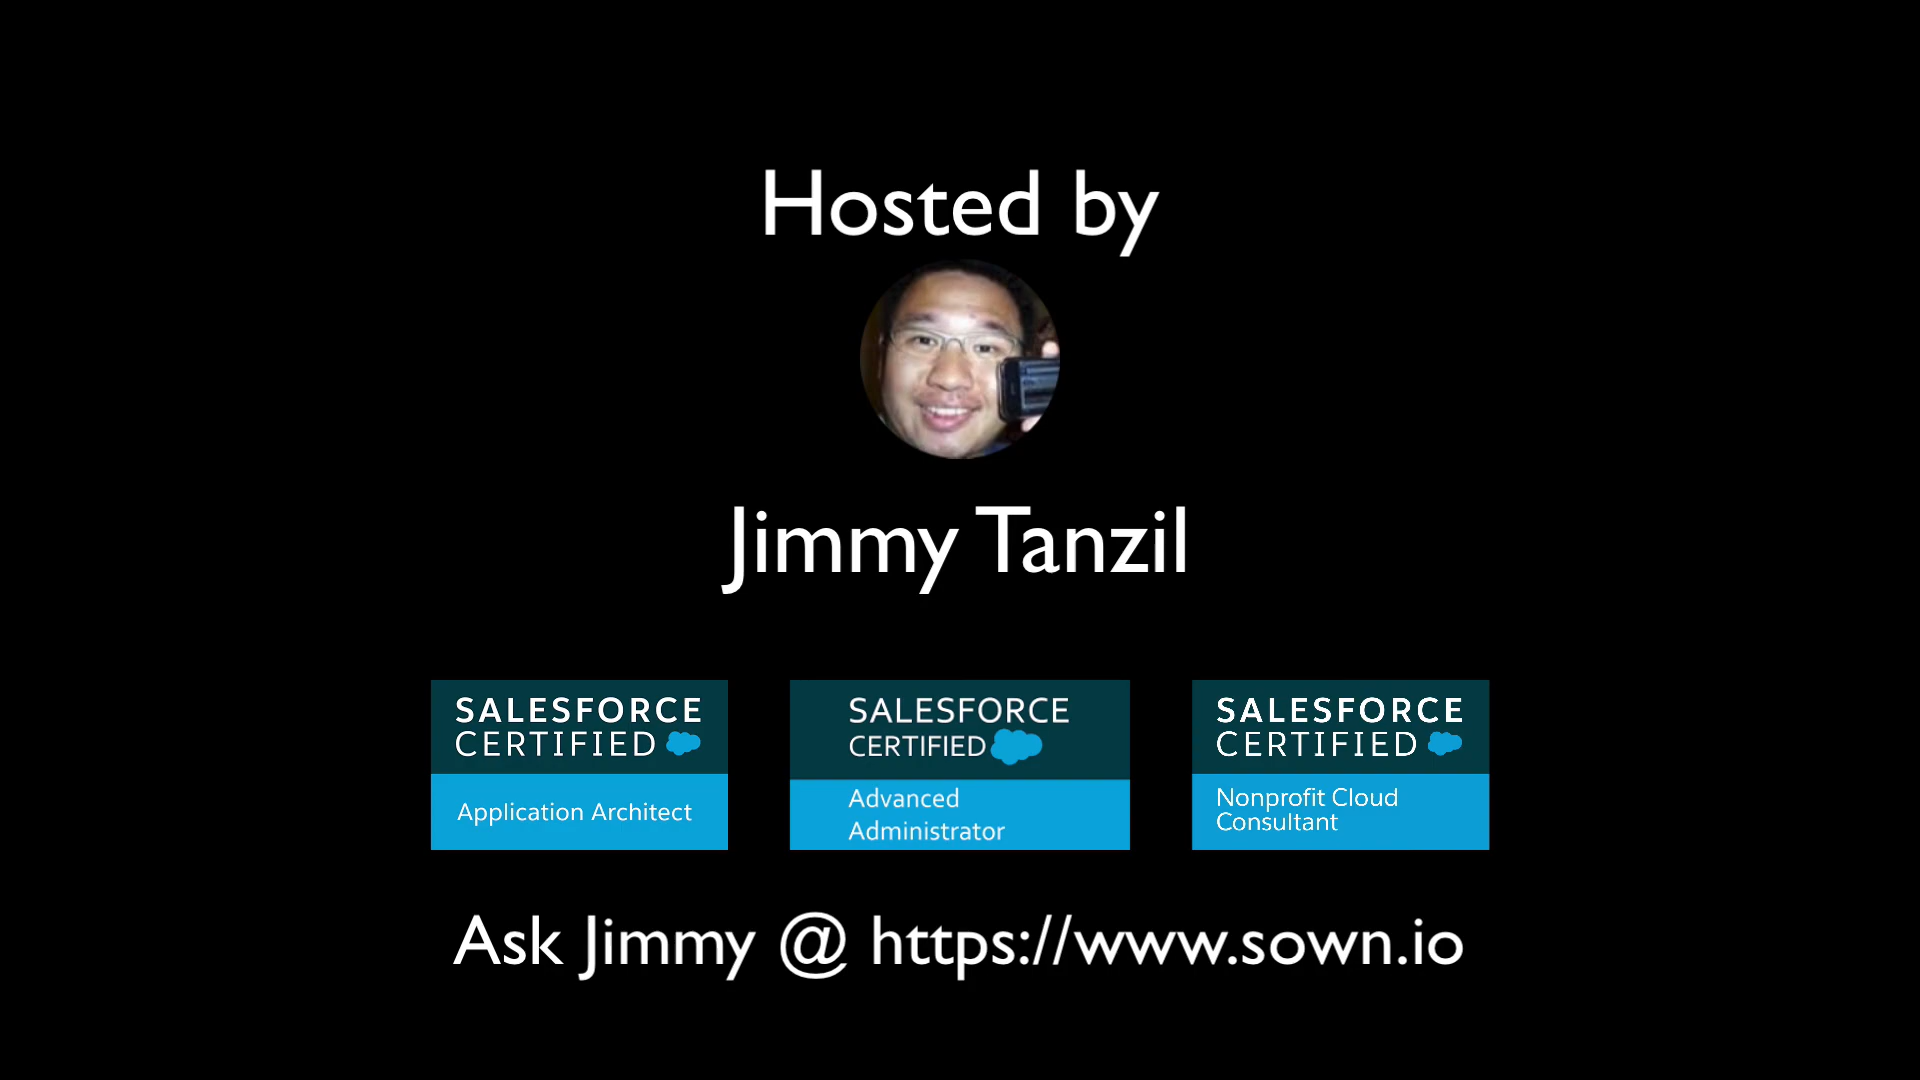 Hosted by
Jimmy Tanzil
SALESFORCE
CERTIFIED
Application Architect
SALESFORCE
CERTIFIED
Advanced
Administrator
SALESFORCE
CERTIFIED
Nonprofit Cloud
Consultant
Ask Jimmy @ https://www.sown.io